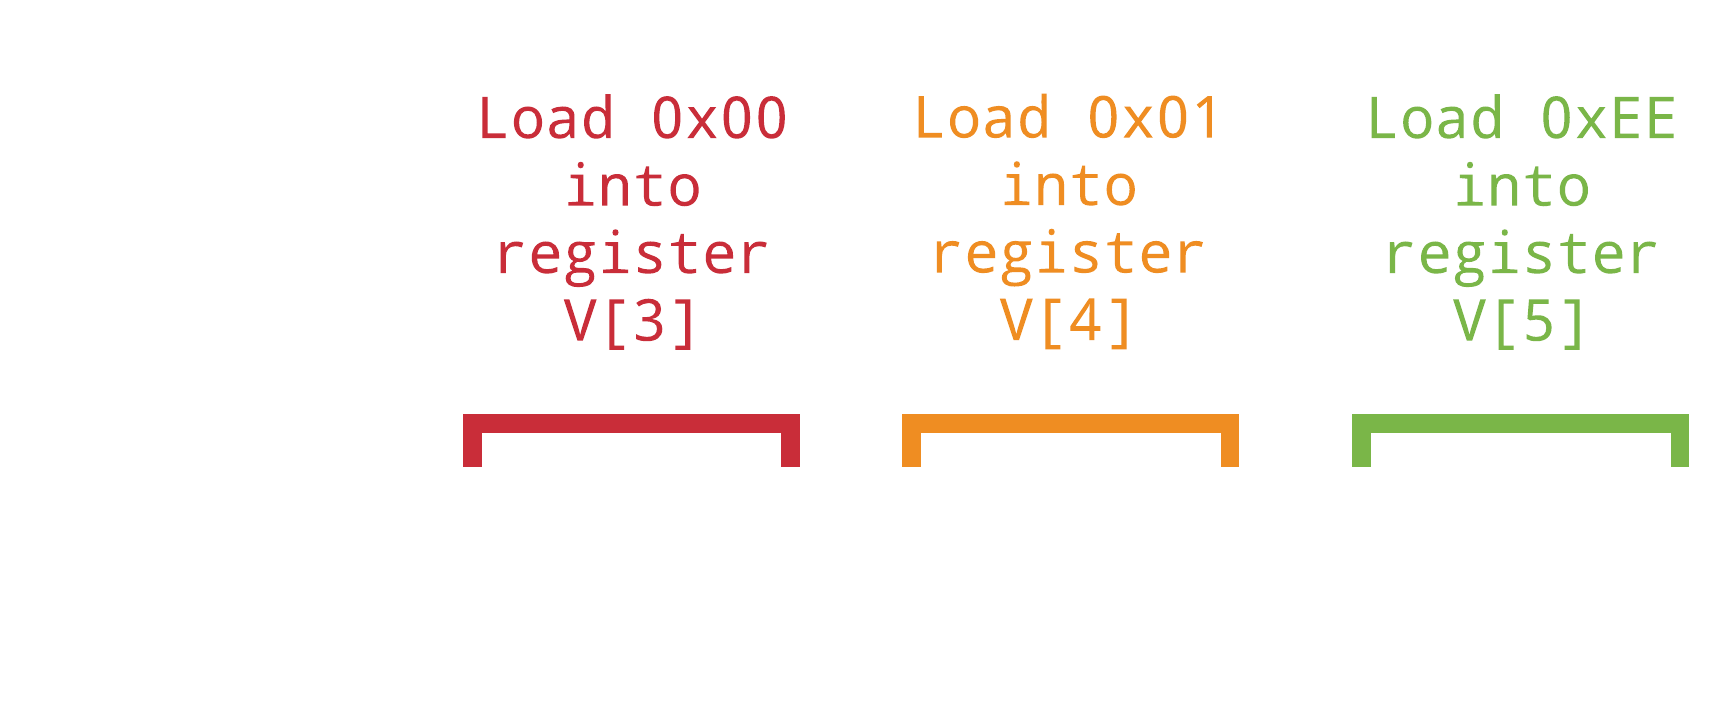 Load 0x00
into
register
V[3]
Load 0x01
into
register
V[4]
Load 0xEE
into
register
V[5]